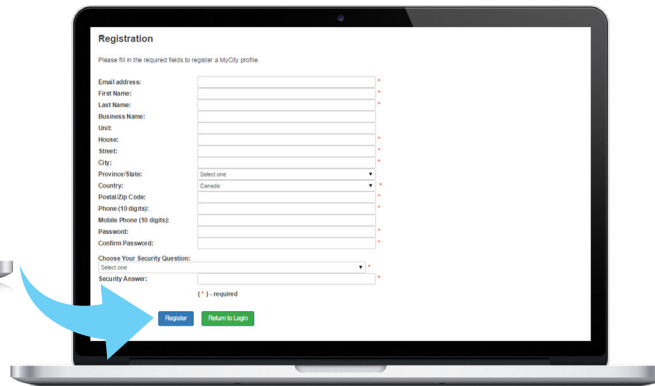 Registration
Please fill in the required fields to register a MyCity profile.
Email address: *
First Name: *
Last Name: *
Business Name:
Unit:
House: *
Street: *
City: *
Province/State: Select one ▼
Country: Canada ▼ *
Postal/Zip Code: *
Phone (10 digits): *
Mobile Phone (10 digits):
Password: *
Confirm Password: *
Choose Your Security Question:
Select one ▼ *
Security Answer: *
( * ) - required
Register Return to Login